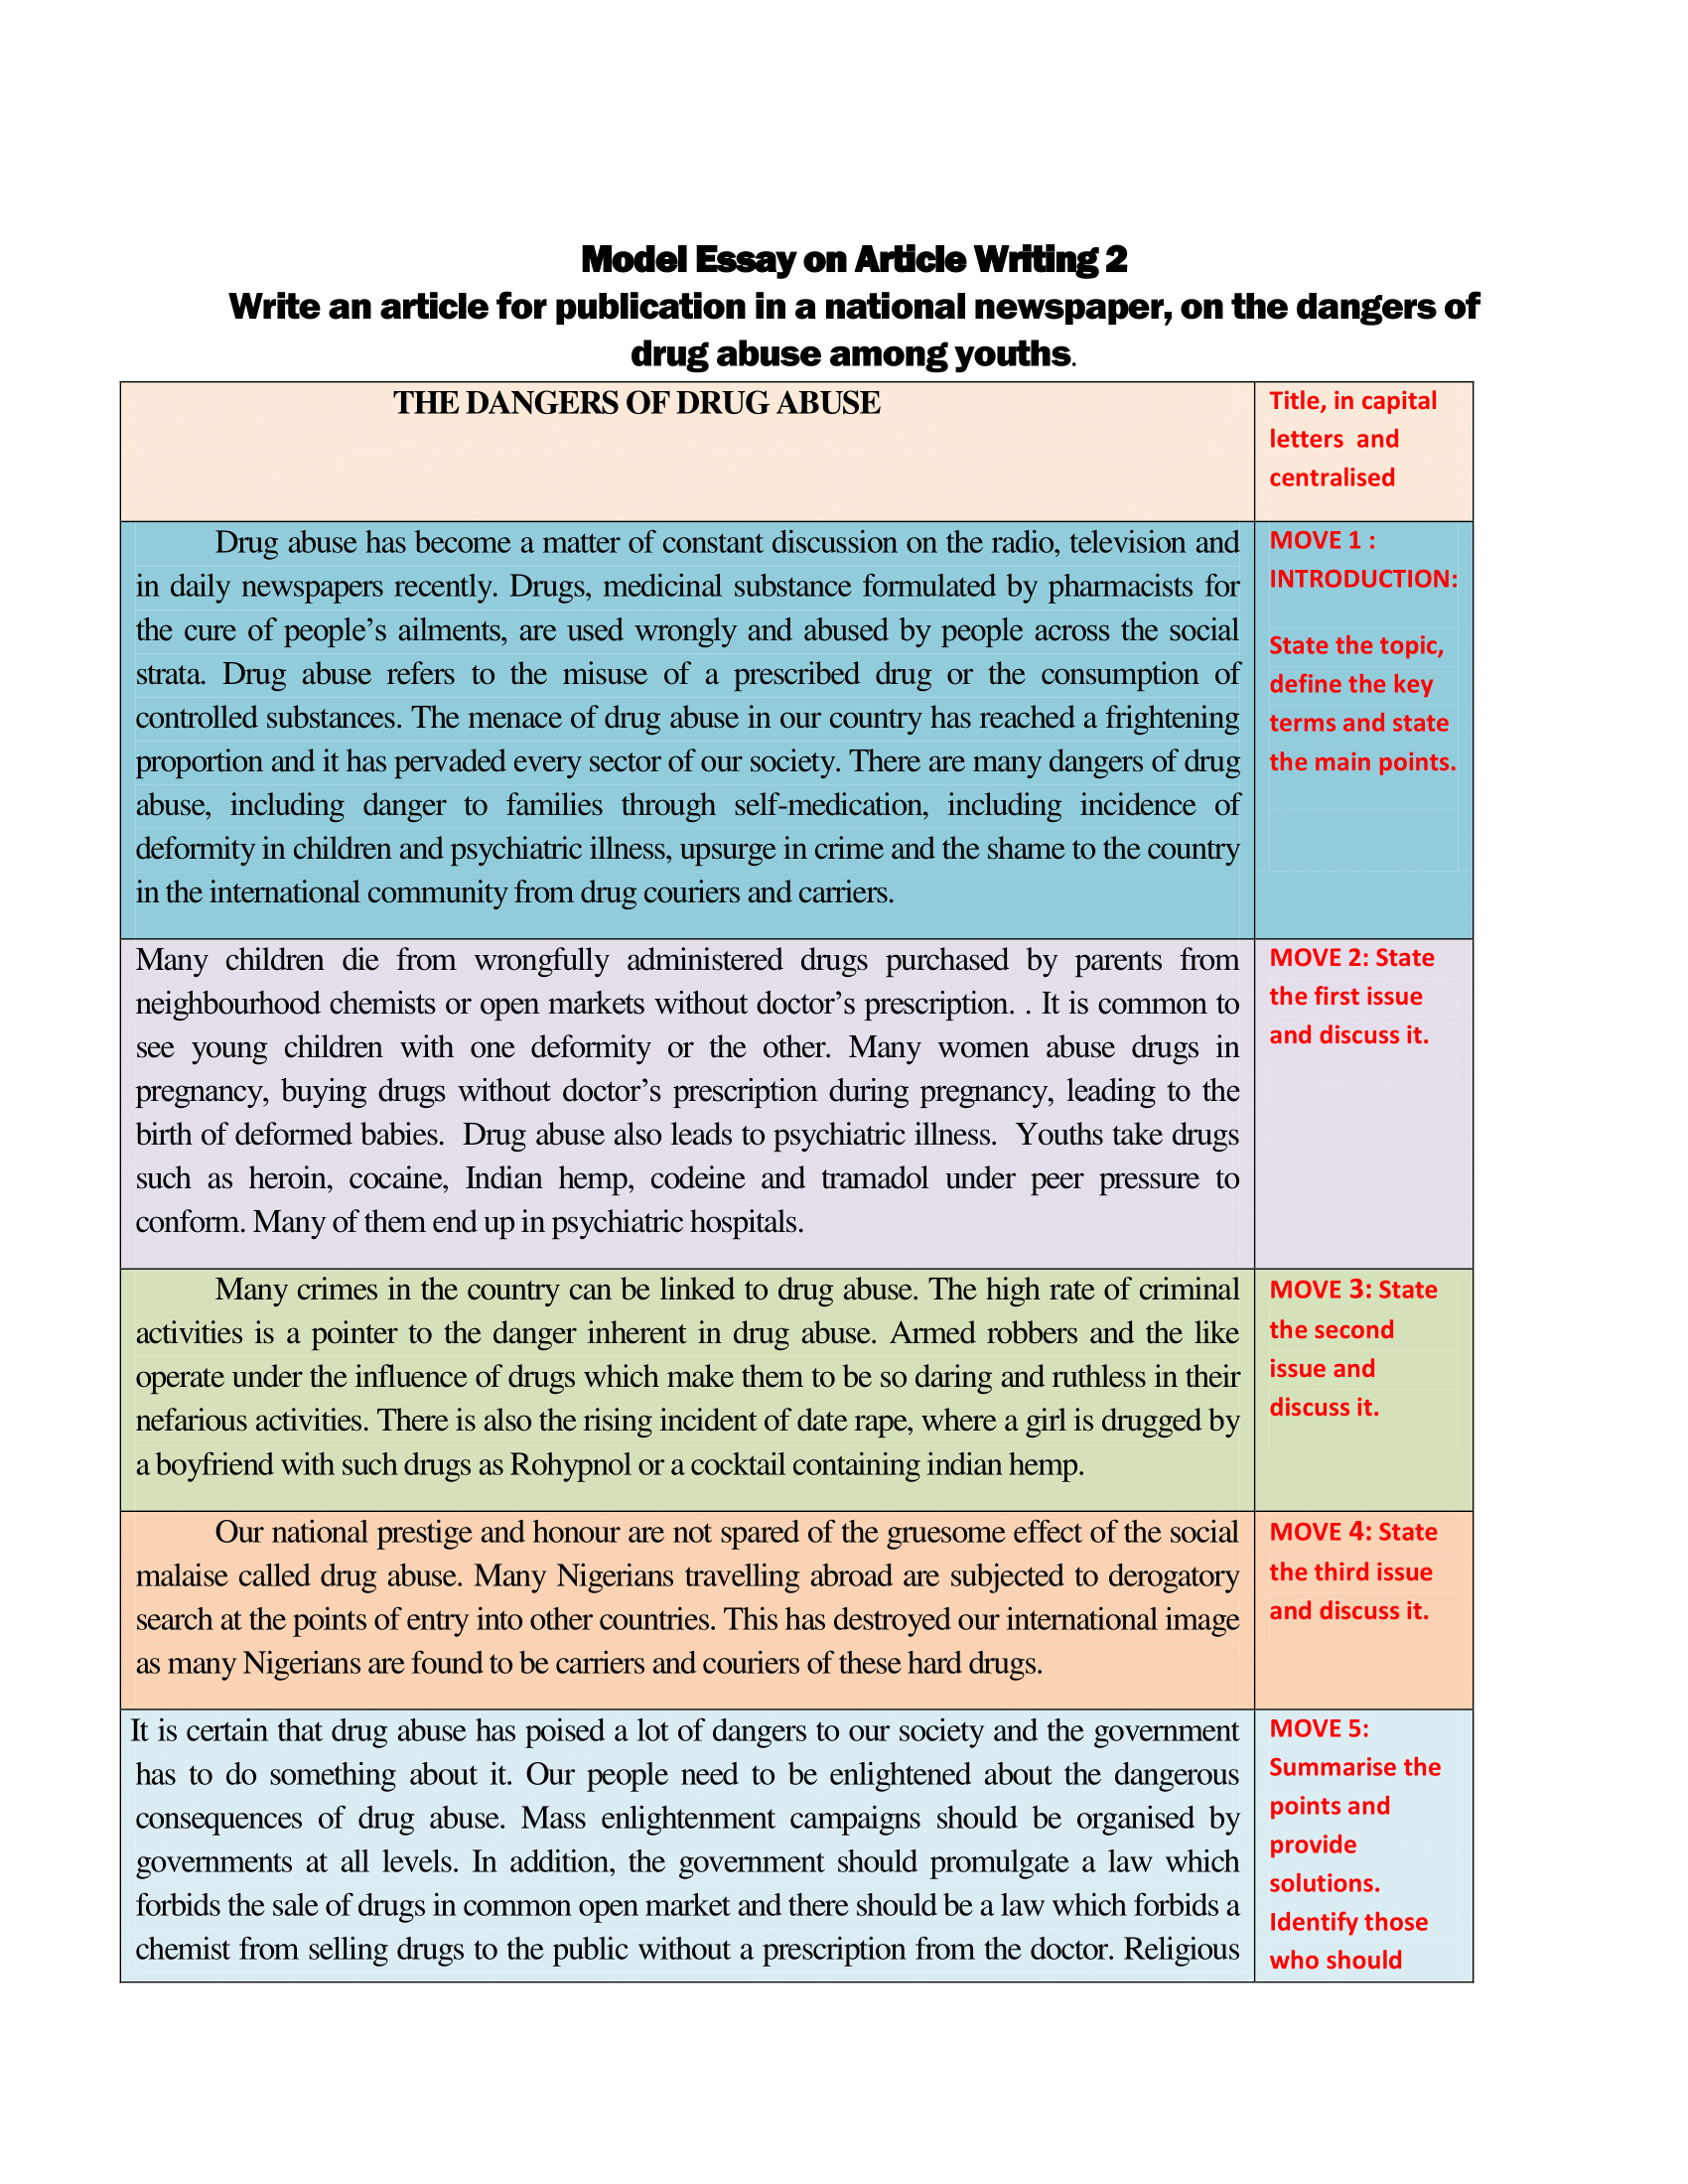 Model Essay on Article Writing 2
Write an article for publication in a national newspaper, on the dangers of
drug abuse among youths.
THE DANGERS OF DRUG ABUSE
Title, in capital
letters and
centralised
Drug abuse has become a matter of constant discussion on the radio, television and
in daily newspapers recently. Drugs, medicinal substance formulated by pharmacists for
the cure of people’s ailments, are used wrongly and abused by people across the social
strata. Drug abuse refers to the misuse of a prescribed drug or the consumption of
controlled substances. The menace of drug abuse in our country has reached a frightening
proportion and it has pervaded every sector of our society. There are many dangers of drug
abuse, including danger to families through self-medication, including incidence of
deformity in children and psychiatric illness, upsurge in crime and the shame to the country
in the international community from drug couriers and carriers.
MOVE 1 :
INTRODUCTION:
State the topic,
define the key
terms and state
the main points.
Many children die from wrongfully administered drugs purchased by parents from
neighbourhood chemists or open markets without doctor’s prescription. . It is common to
see young children with one deformity or the other. Many women abuse drugs in
pregnancy, buying drugs without doctor’s prescription during pregnancy, leading to the
birth of deformed babies.  Drug abuse also leads to psychiatric illness.  Youths take drugs
such as heroin, cocaine, Indian hemp, codeine and tramadol under peer pressure to
conform. Many of them end up in psychiatric hospitals.
MOVE 2: State
the first issue
and discuss it.
Many crimes in the country can be linked to drug abuse. The high rate of criminal
activities is a pointer to the danger inherent in drug abuse. Armed robbers and the like
operate under the influence of drugs which make them to be so daring and ruthless in their
nefarious activities. There is also the rising incident of date rape, where a girl is drugged by
a boyfriend with such drugs as Rohypnol or a cocktail containing indian hemp.
MOVE 3: State
the second
issue and
discuss it.
Our national prestige and honour are not spared of the gruesome effect of the social
malaise called drug abuse. Many Nigerians travelling abroad are subjected to derogatory
search at the points of entry into other countries. This has destroyed our international image
as many Nigerians are found to be carriers and couriers of these hard drugs.
MOVE 4: State
the third issue
and discuss it.
It is certain that drug abuse has poised a lot of dangers to our society and the government
has to do something about it. Our people need to be enlightened about the dangerous
consequences of drug abuse. Mass enlightenment campaigns should be organised by
governments at all levels. In addition, the government should promulgate a law which
forbids the sale of drugs in common open market and there should be a law which forbids a
chemist from selling drugs to the public without a prescription from the doctor. Religious
MOVE 5:
Summarise the
points and
provide
solutions.
Identify those
who should